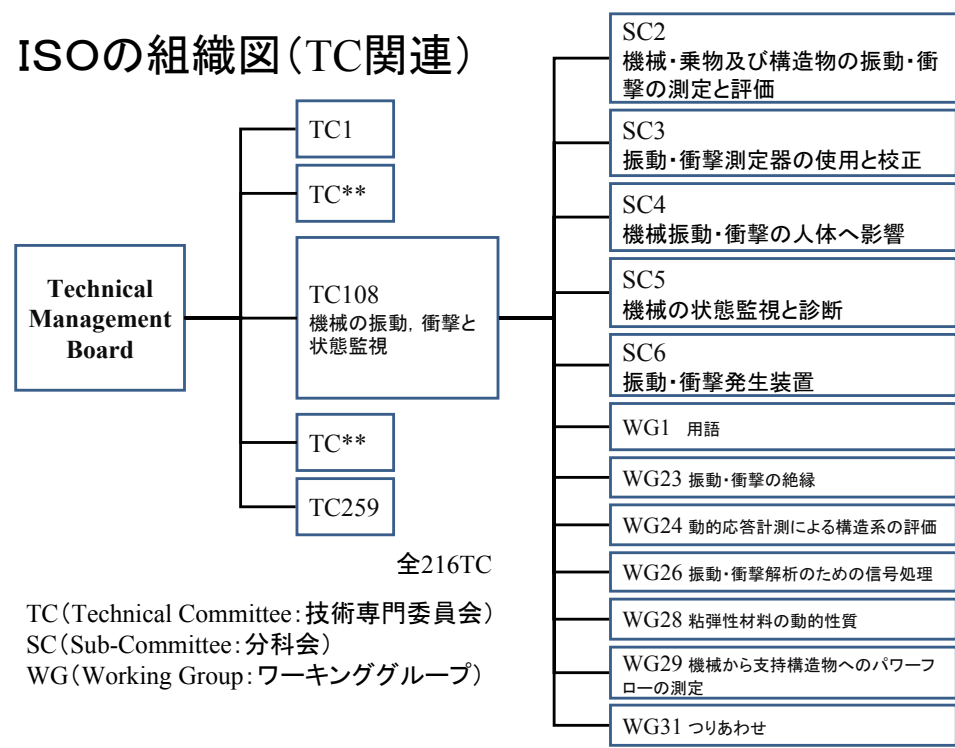 ISOの組織図(TC関連)
Technical
Management
Board
TC1
TC**
TC108
機械の振動, 衝撃と
状態監視
TC**
TC259
全216TC
TC(Technical Committee:技術専門委員会)
SC(Sub-Committee:分科会)
WG(Working Group:ワーキンググループ)
SC2
機械・乗物及び構造物の振動・衝
撃の測定と評価
SC3
振動・衝撃測定器の使用と校正
SC4
機械振動・衝撃の人体へ影響
SC5
機械の状態監視と診断
SC6
振動・衝撃発生装置
WG1 用語
WG23 振動・衝撃の絶縁
WG24 動的応答計測による構造系の評価
WG26 振動・衝撃解析のための信号処理
WG28 粘弾性材料の動的性質
WG29 機械から支持構造物へのパワーフ
ローの測定
WG31 つりあわせ